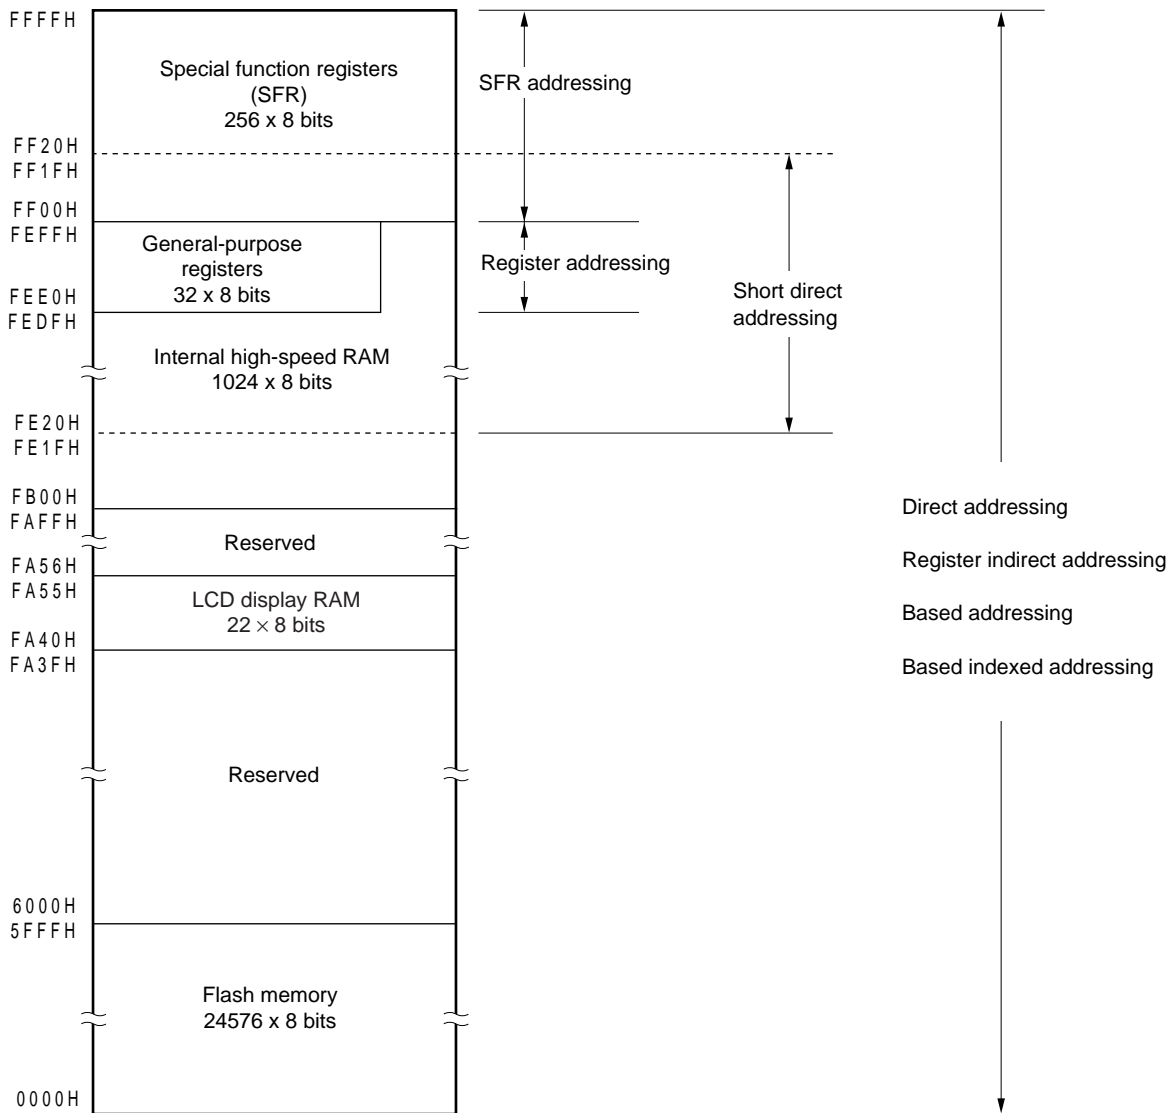 FFFFH
Special function registers
(SFR)
256 x 8 bits
SFR addressing
FF20H
FF1FH
FF00H
FEFFH
General-purpose
registers
32 x 8 bits
Register addressing
FEE0H
FEDFH
Short direct
addressing
Internal high-speed RAM
1024 x 8 bits
FE20H
FE1FH
FB00H
FAFFH
Reserved
FA56H
FA55H
LCD display RAM
22 × 8 bits
FA40H
FA3FH
Direct addressing
Register indirect addressing
Based addressing
Based indexed addressing
Reserved
6000H
5FFFH
Flash memory
24576 x 8 bits
0000H